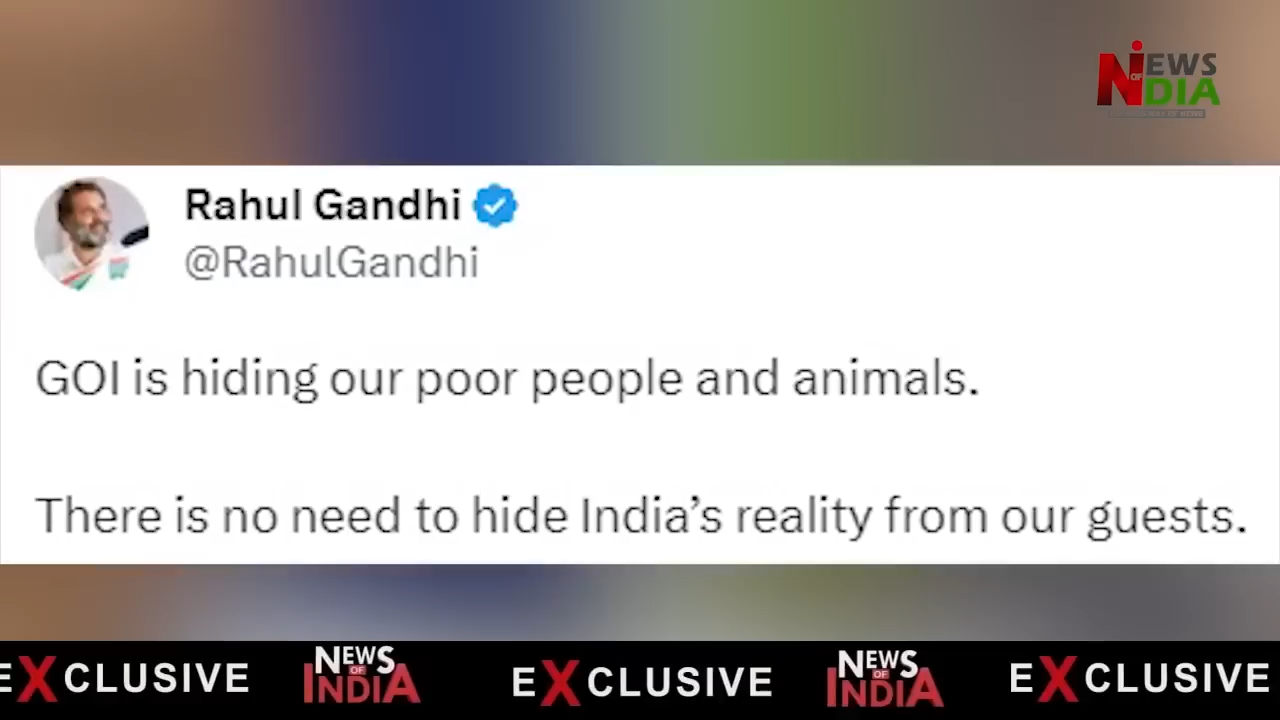 NEWS
OF
INDIA
Rahul Gandhi
@RahulGandhi
GOI is hiding our poor people and animals.
There is no need to hide India’s reality from our guests.
EXCLUSIVE NEWS OF INDIA EXCLUSIVE NEWS OF INDIA EXCLUSIVE